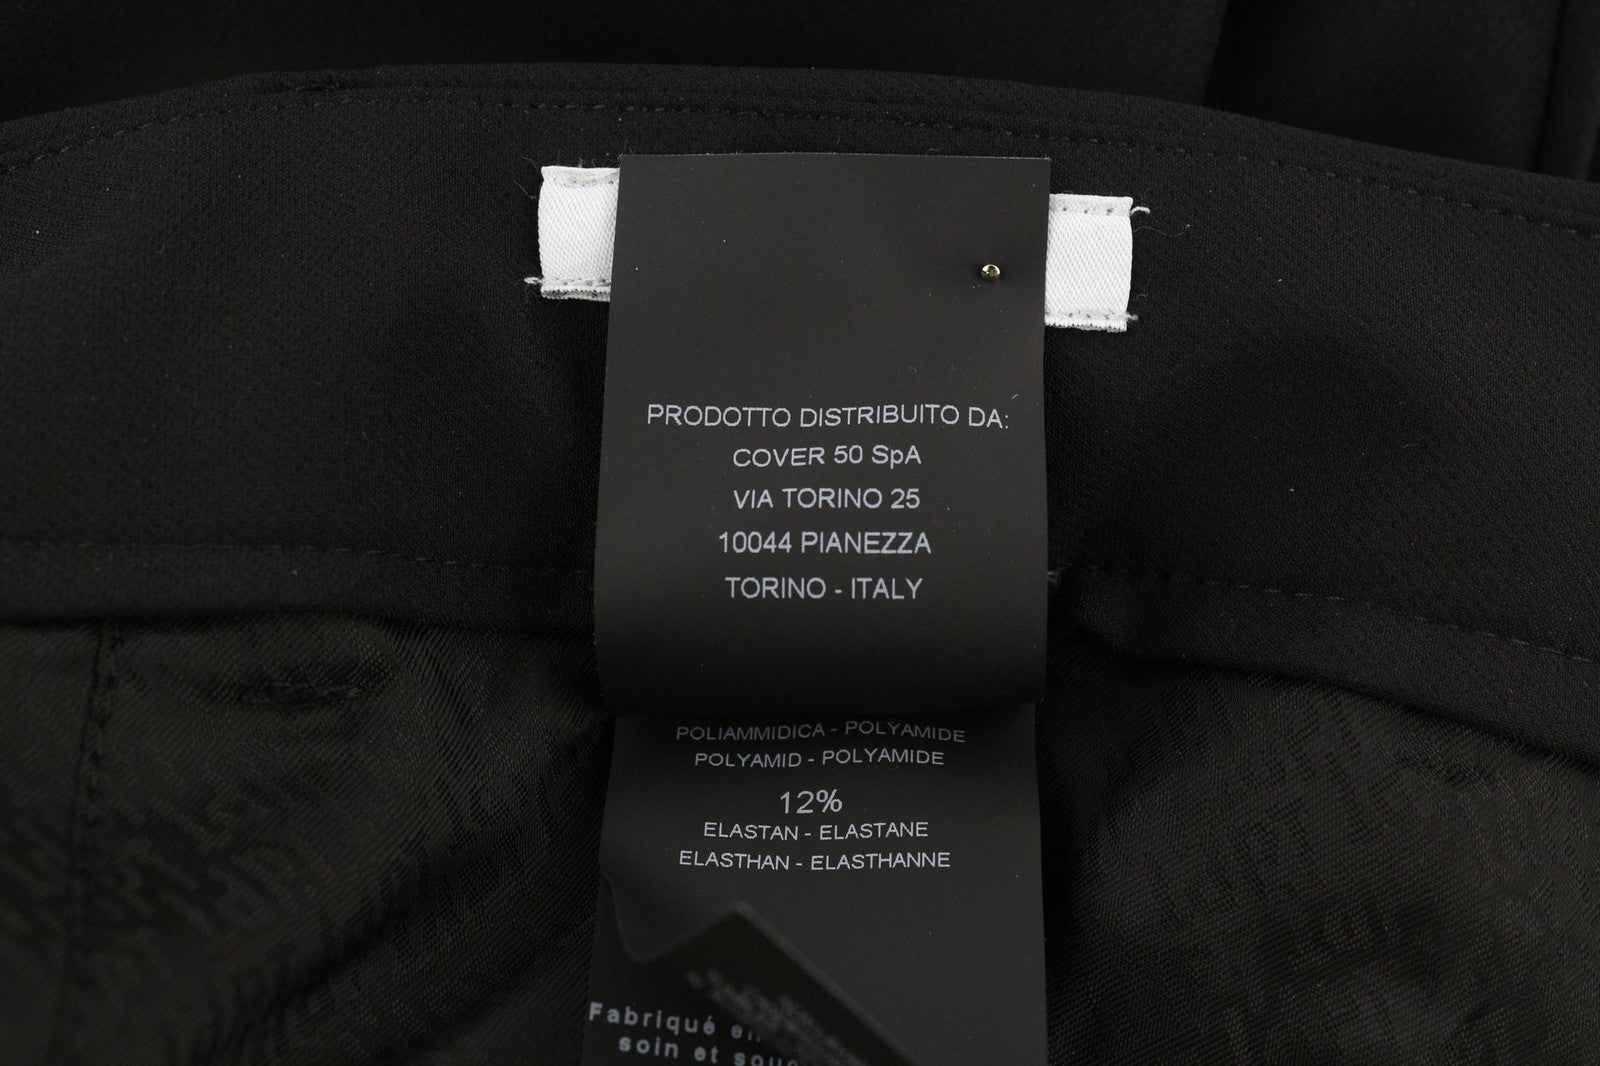 PRODOTTO DISTRIBUITO DA:
COVER 50 SpA
VIA TORINO 25
10044 PIANEZZA
TORINO - ITALY
POLIAMMIDICA - POLYAMIDE
POLYAMID - POLYAMIDE
12%
ELASTAN - ELASTANE
ELASTHAN - ELASTHANNE
Fabriqué
soin et